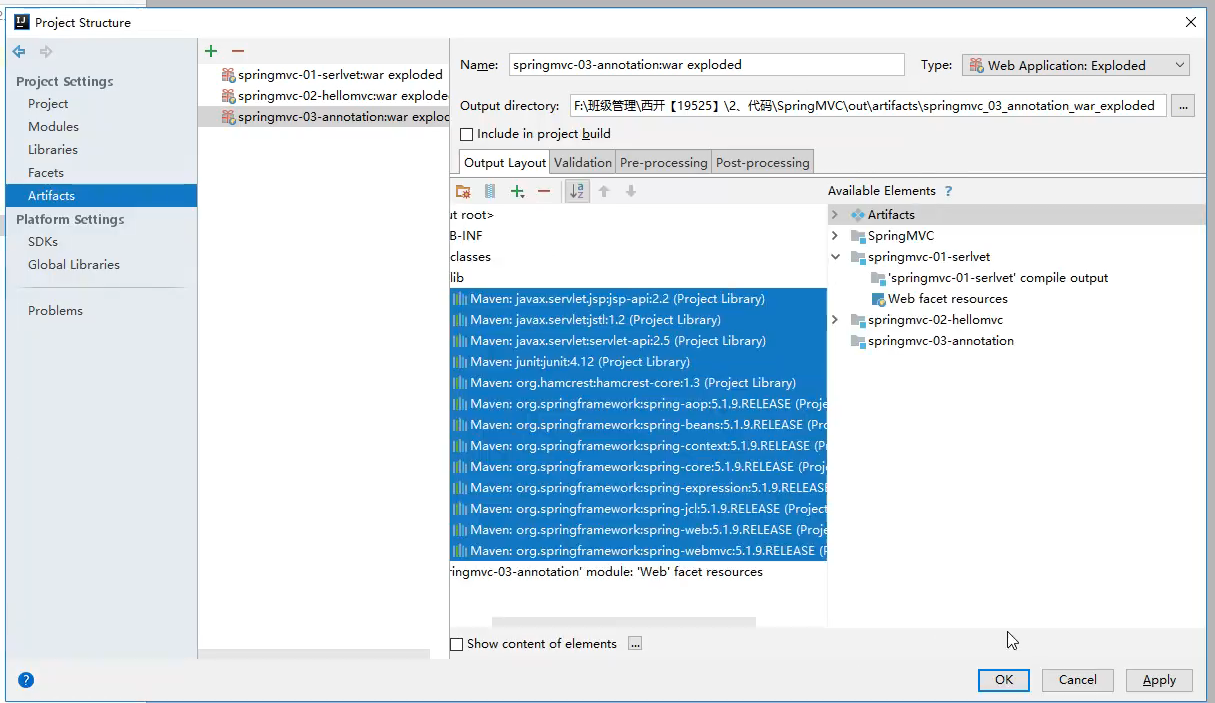 Project Structure
Project Settings
Project
Modules
Libraries
Facets
Artifacts
Platform Settings
SDKs
Global Libraries
Problems
springmvc-01-serlvet:war exploded
springmvc-02-hellomvc:war explode
springmvc-03-annotation:war explod
Name: springmvc-03-annotation:war exploded Type: Web Application: Exploded
Output directory: F:\班级管理\西开【19525】\2、代码\SpringMVC\out\artifacts\springmvc_03_annotation_war_exploded ...
Include in project build
Output Layout Validation Pre-processing Post-processing
ut root>
B-INF
classes
lib
Maven: javax.servlet.jsp:jsp-api:2.2 (Project Library)
Maven: javax.servlet:jstl:1.2 (Project Library)
Maven: javax.servlet:servlet-api:2.5 (Project Library)
Maven: junit:junit:4.12 (Project Library)
Maven: org.hamcrest:hamcrest-core:1.3 (Project Library)
Maven: org.springframework:spring-aop:5.1.9.RELEASE (Proje
Maven: org.springframework:spring-beans:5.1.9.RELEASE (Pro
Maven: org.springframework:spring-context:5.1.9.RELEASE (P
Maven: org.springframework:spring-core:5.1.9.RELEASE (Proj
Maven: org.springframework:spring-expression:5.1.9.RELEASE
Maven: org.springframework:spring-jcl:5.1.9.RELEASE (Project
Maven: org.springframework:spring-web:5.1.9.RELEASE (Proje
Maven: org.springframework:spring-webmvc:5.1.9.RELEASE (P
ringmvc-03-annotation' module: 'Web' facet resources
Available Elements ?
Artifacts
SpringMVC
springmvc-01-serlvet
'springmvc-01-serlvet' compile output
Web facet resources
springmvc-02-hellomvc
springmvc-03-annotation
Show content of elements ...
? OK Cancel Apply